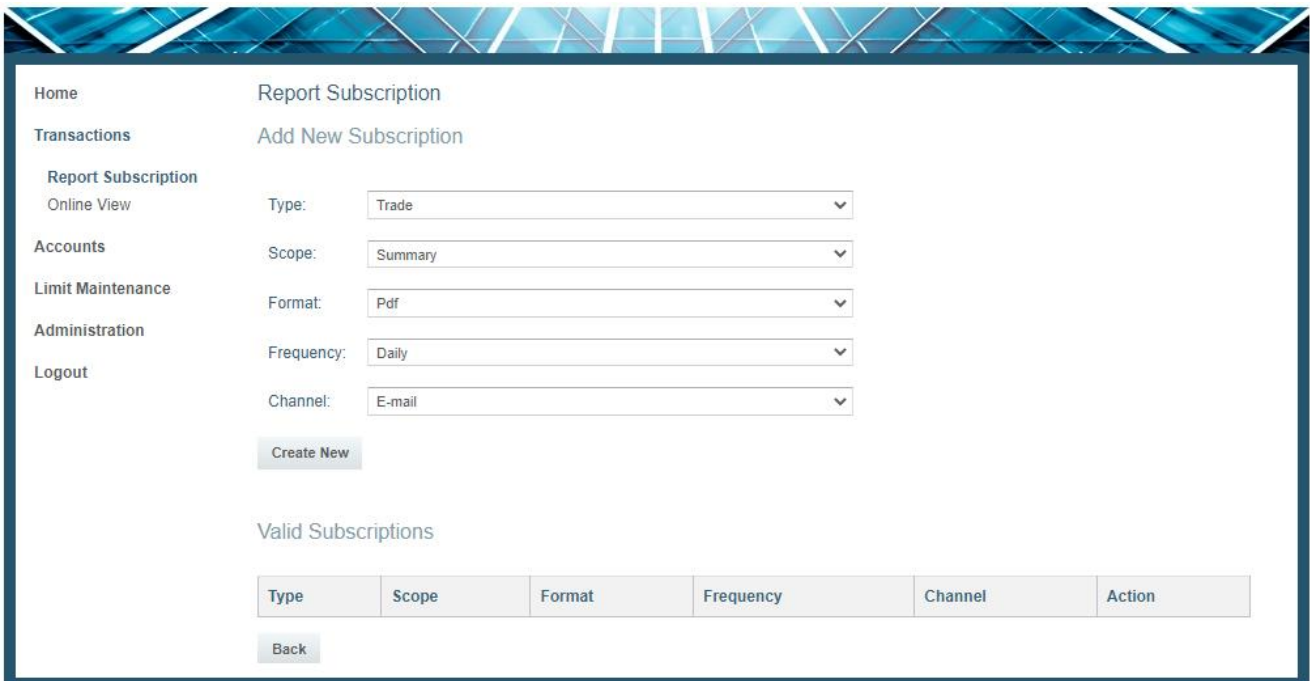 Home
Transactions
Report Subscription
Online View
Accounts
Limit Maintenance
Administration
Logout
Report Subscription
Add New Subscription
Type: Trade
Scope: Summary
Format: Pdf
Frequency: Daily
Channel: E-mail
Create New
Valid Subscriptions
Type Scope Format Frequency Channel Action
Back